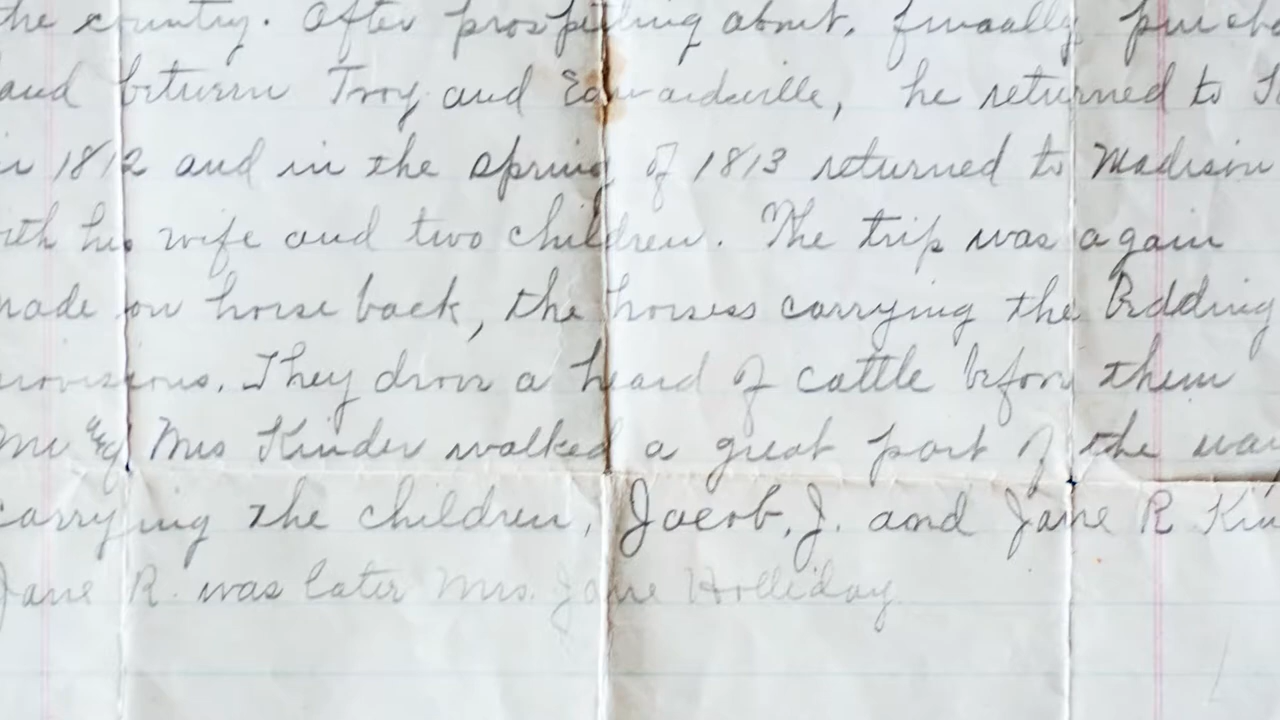 the country. After prospecting about, finaally purcha
land between Troy and Edwardsville, he returned to
in 1812 and in the spring of 1813 returned to Madison
with his wife and two children. The trip was again
made on horse back, the horses carrying the Bedding
provisions. They drove a heard of cattle before them
Mr & Mrs Kinder walked a great part of the way
carrying the children, Jacob. J. and Jane R Kin
Jane R. was later Mrs. Jane Holliday